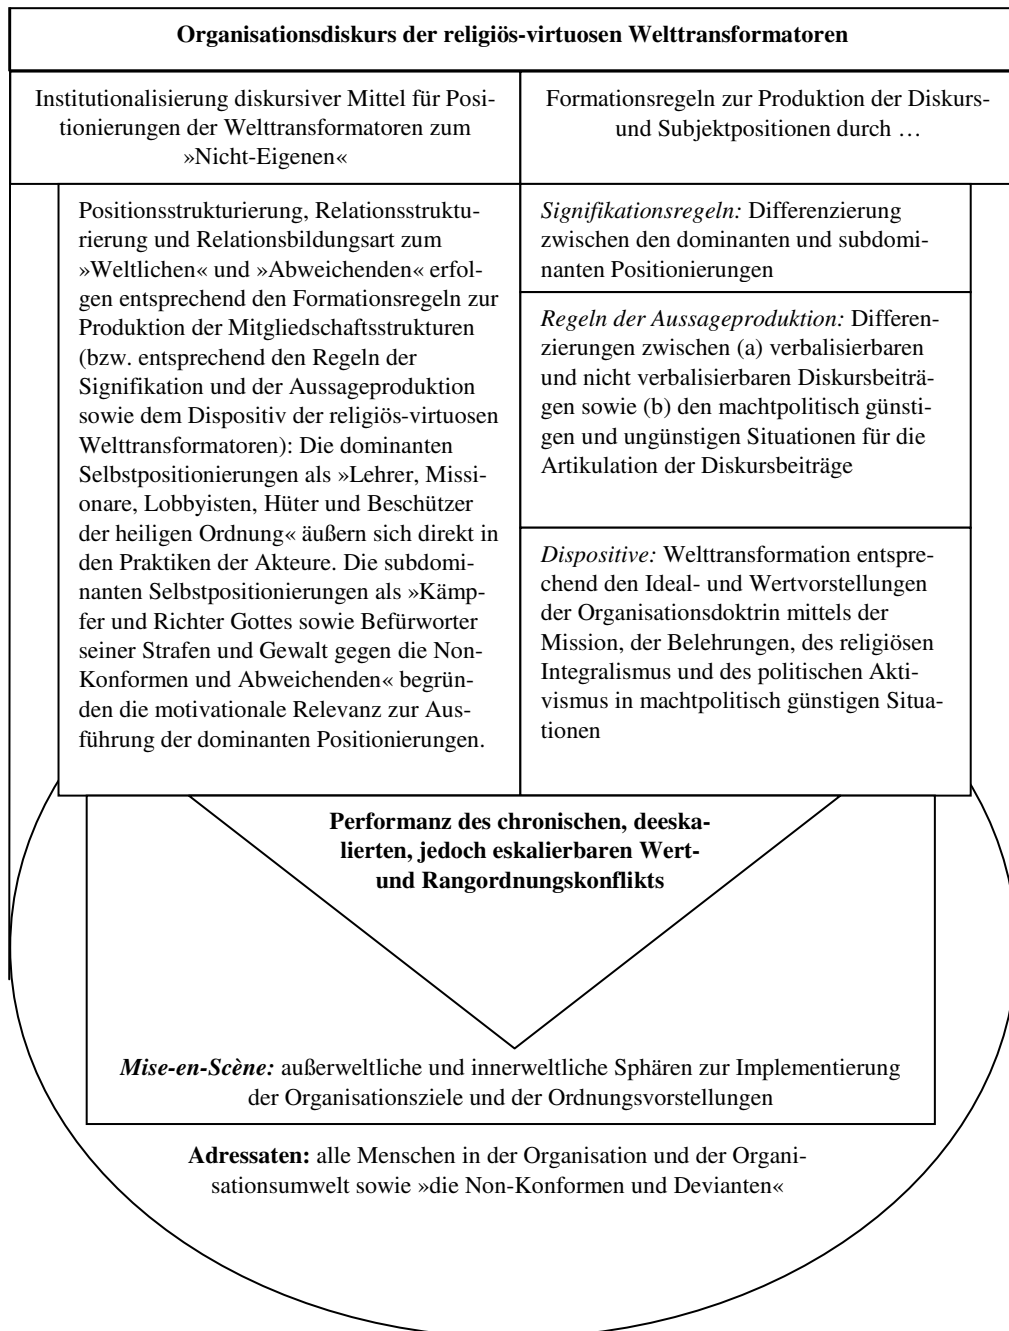 Organisationsdiskurs der religiös-virtuosen Welttransformatoren
Institutionalisierung diskursiver Mittel für Posi-
tionierungen der Welttransformatoren zum
»Nicht-Eigenen«
Formationsregeln zur Produktion der Diskurs-
und Subjektpositionen durch …
Positionsstrukturierung, Relationsstruktu-
rierung und Relationsbildungsart zum
»Weltlichen« und »Abweichenden« erfol-
gen entsprechend den Formationsregeln zur
Produktion der Mitgliedschaftsstrukturen
(bzw. entsprechend den Regeln der
Signifikation und der Aussageproduktion
sowie dem Dispositiv der religiös-virtuosen
Welttransformatoren): Die dominanten
Selbstpositionierungen als »Lehrer, Missi-
onare, Lobbyisten, Hüter und Beschützer
der heiligen Ordnung« äußern sich direkt in
den Praktiken der Akteure. Die subdomi-
nanten Selbstpositionierungen als »Kämp-
fer und Richter Gottes sowie Befürworter
seiner Strafen und Gewalt gegen die Non-
Konformen und Abweichenden« begrün-
den die motivationale Relevanz zur Aus-
führung der dominanten Positionierungen.
Signifikationsregeln: Differenzierung
zwischen den dominanten und subdomi-
nanten Positionierungen
Regeln der Aussageproduktion: Differen-
zierungen zwischen (a) verbalisierbaren
und nicht verbalisierbaren Diskursbeiträ-
gen sowie (b) den machtpolitisch günsti-
gen und ungünstigen Situationen für die
Artikulation der Diskursbeiträge
Dispositive: Welttransformation entspre-
chend den Ideal- und Wertvorstellungen
der Organisationsdoktrin mittels der
Mission, der Belehrungen, des religiösen
Integralismus und des politischen Akti-
vismus in machtpolitisch günstigen Situa-
tionen
Performanz des chronischen, deeska-
lierten, jedoch eskalierbaren Wert-
und Rangordnungskonflikts
Mise-en-Scène: außerweltliche und innerweltliche Sphären zur Implementierung
der Organisationsziele und der Ordnungsvorstellungen
Adressaten: alle Menschen in der Organisation und der Organi-
sationsumwelt sowie »die Non-Konformen und Devianten«